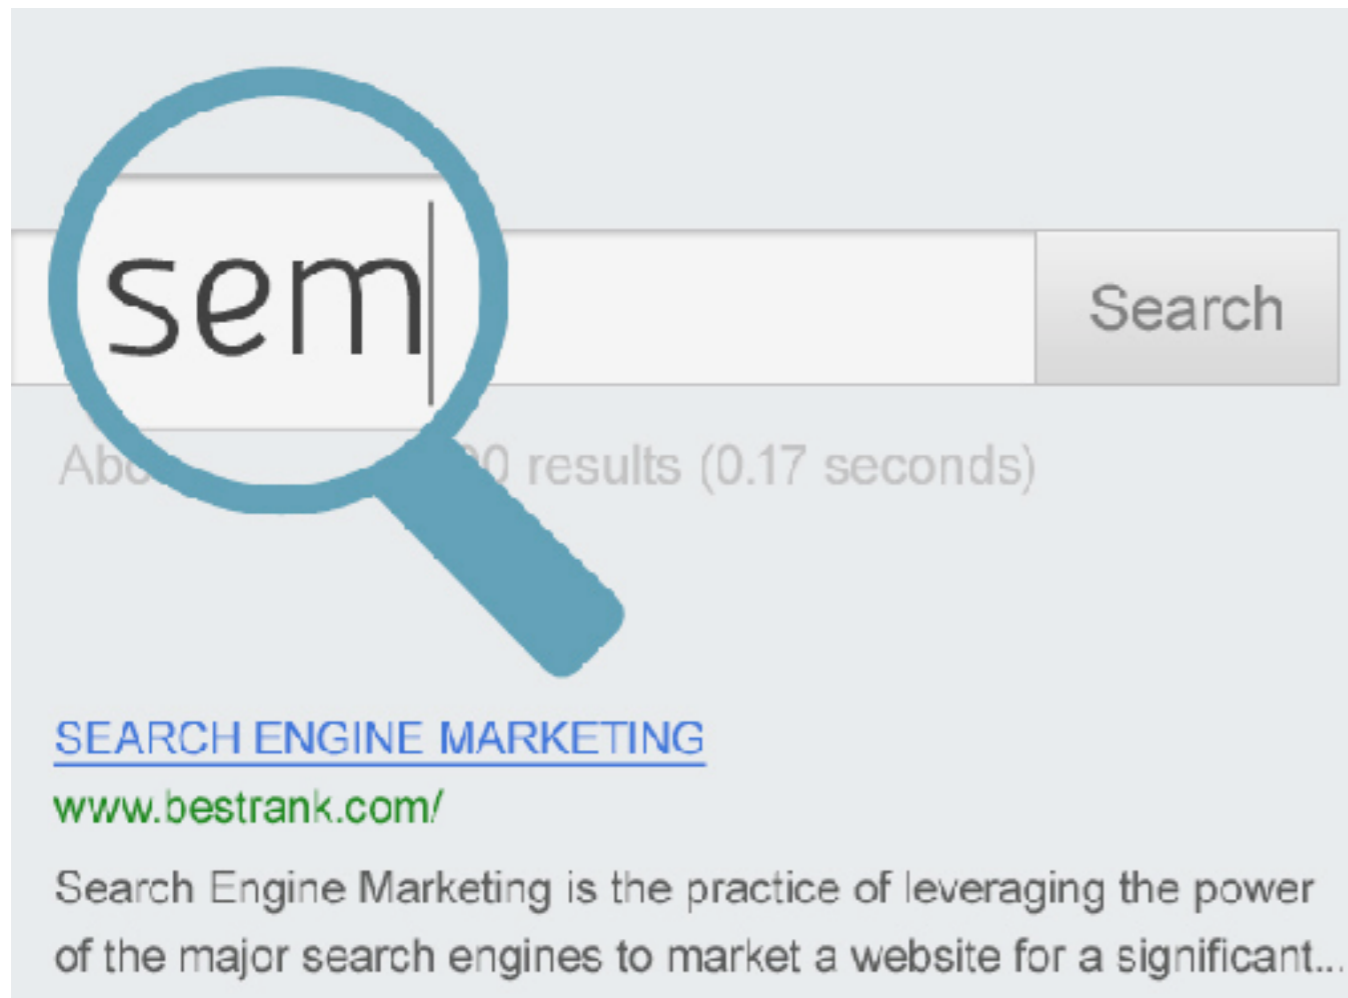 sem
Search
results (0.17 seconds)
SEARCH ENGINE MARKETING
www.bestrank.com/
Search Engine Marketing is the practice of leveraging the power
of the major search engines to market a website for a significant...